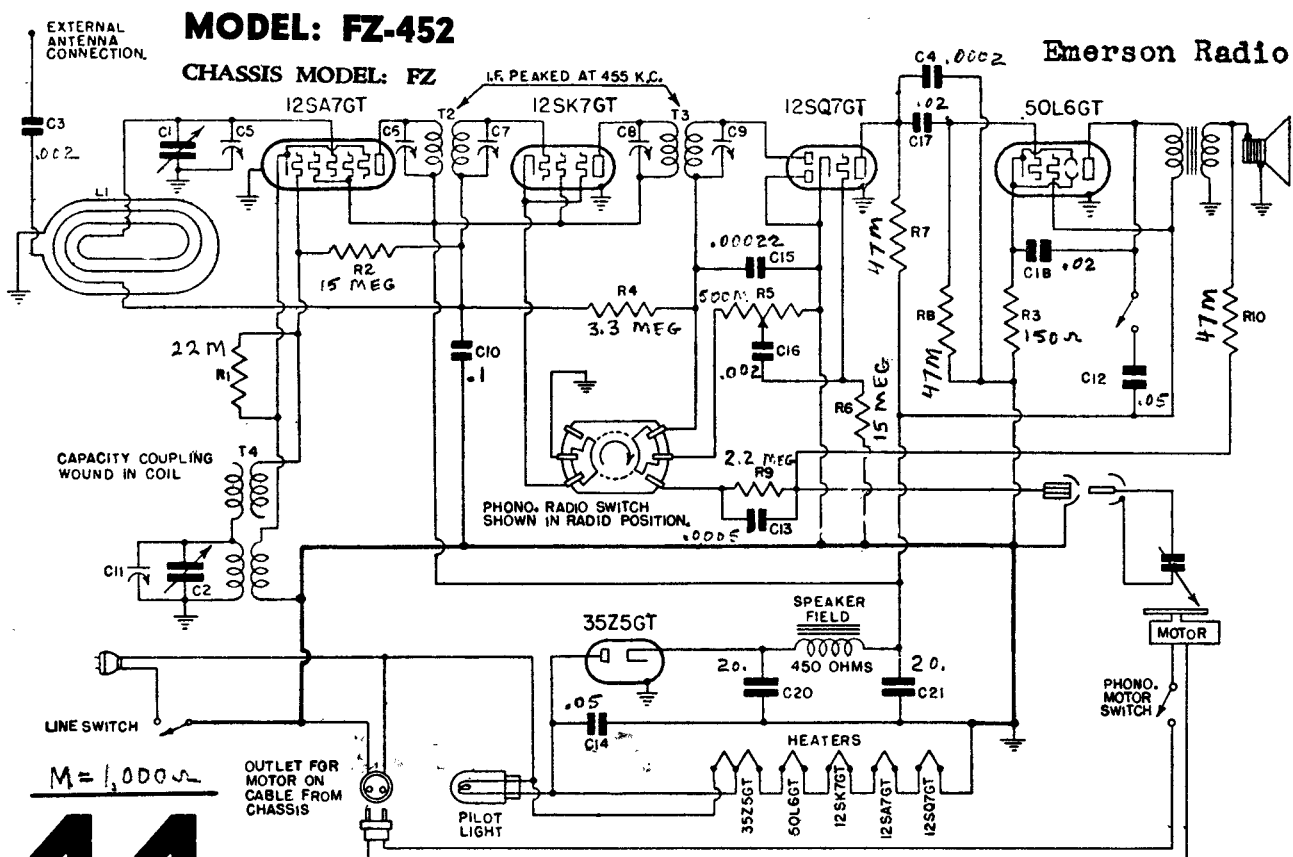 EXTERNAL
ANTENNA
CONNECTION.
MODEL: FZ-452
CHASSIS MODEL: FZ
Emerson Radio
I.F. PEAKED AT 455 K.C.
12SA7GT
T2
12SK7GT
T3
12SQ7GT
C4 .0002
50L6GT
C3
.002
C1
C5
C6
C7
C8
C9
.02
C17
L1
R2
15 MEG
.00022
C15
47M
R7
C18 .02
R4
3.3 MEG
500M R5
R8
47M
R3
150Ω
47M
R10
22M
R1
C10
.1
C16
.002
R6
15 MEG
C12
.05
CAPACITY COUPLING
WOUND IN COIL
T4
2.2 MEG
R9
PHONO. RADIO SWITCH
SHOWN IN RADIO POSITION.
C13
.0005
C11
C2
35Z5GT
SPEAKER
FIELD
450 OHMS
MOTOR
20.
C20
20.
C21
.05
C14
PHONO.
MOTOR
SWITCH
LINE SWITCH
HEATERS
M = 1,000Ω
OUTLET FOR
MOTOR ON
CABLE FROM
CHASSIS
PILOT
LIGHT
35Z5GT
50L6GT
12SK7GT
12SA7GT
12SQ7GT
44